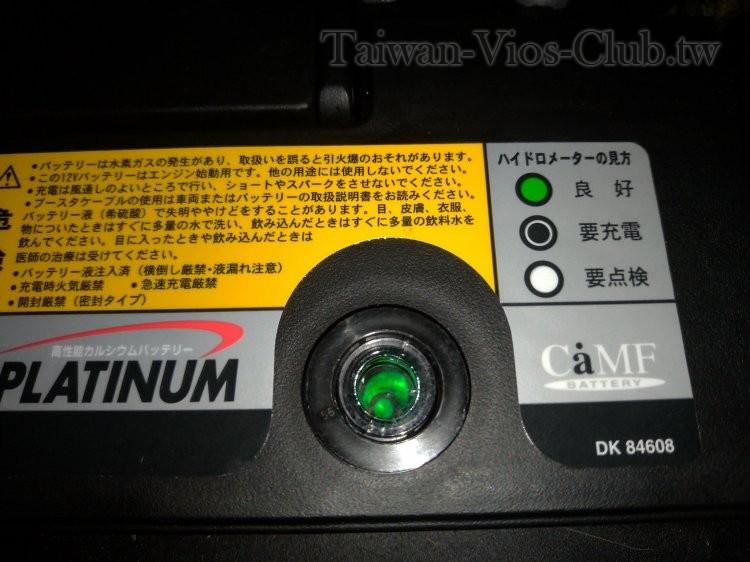 Taiwan-Vios-Club.tw
•バッテリーは水素ガスの発生があり、取扱いを誤ると引火爆のおそれがあります。
•この12Vバッテリーはエンジン始動用です。他の用途には使用しないでください。
•充電は風通しのよいところで行い、ショートやスパークをさせないでください。
•ブースタケーブルの使用は車両またはバッテリーの取扱説明書をお読みください。
バッテリー液（希硫酸）で失明ややけどをすることがあります。目、皮膚、衣服、
物についたときはすぐに多量の水で洗い、飲み込んだときはすぐに多量の飲料水を
飲んでください。目に入ったときや飲み込んだときは
医師の治療は受けてください。
•バッテリー液注入済（横倒し厳禁・液漏れ注意）
•充電時火気厳禁 •急速充電厳禁
•開封厳禁（密封タイプ）
ハイドロメーターの見方
良好
要充電
要点検
高性能カルシウムバッテリー
PLATINUM
CaMF
BATTERY
DK 84608